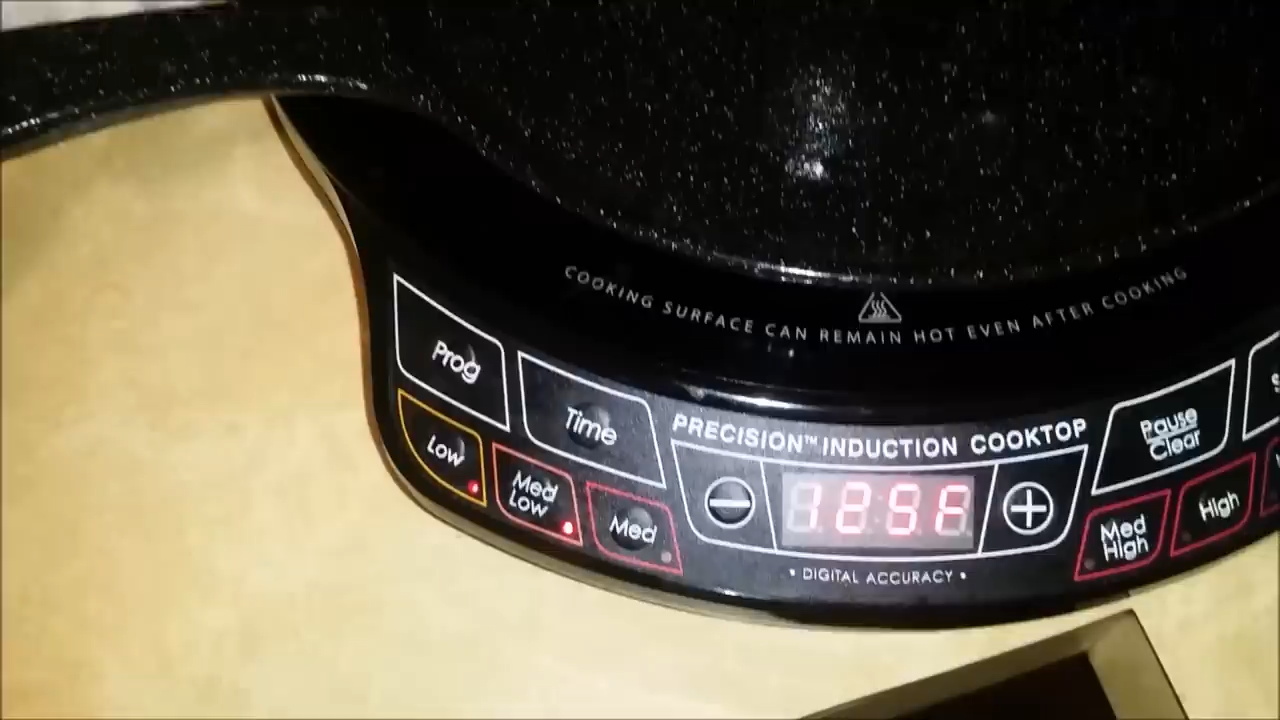 COOKING SURFACE CAN REMAIN HOT EVEN AFTER COOKING
Prog
Time
PRECISION™ INDUCTION COOKTOP
Pause
Clear
Low
Med
Low
Med
−
125F
+
Med
High
High
• DIGITAL ACCURACY •